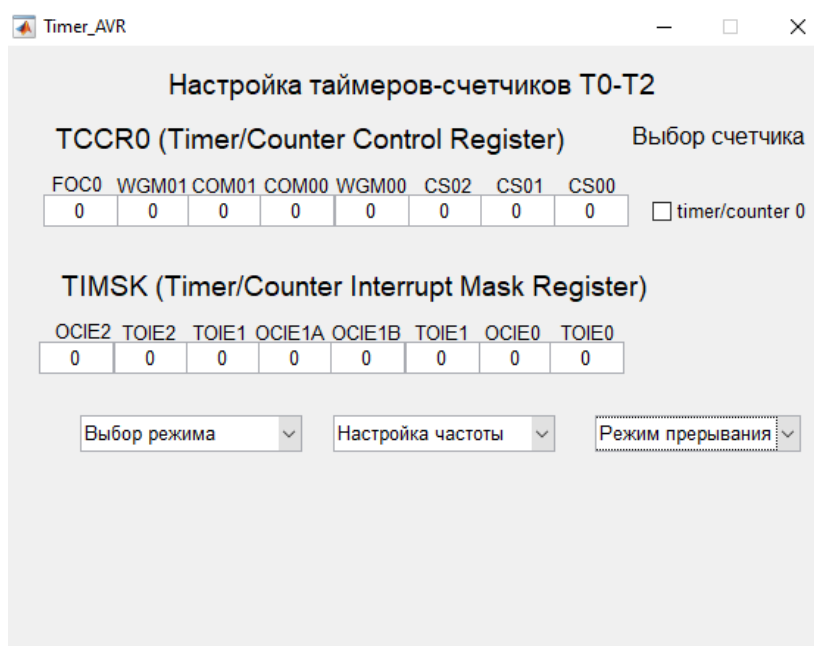 Timer_AVR
Настройка таймеров-счетчиков T0-T2
TCCR0 (Timer/Counter Control Register) Выбор счетчика
FOC0 WGM01 COM01 COM00 WGM00 CS02 CS01 CS00
0 0 0 0 0 0 0 0 timer/counter 0
TIMSK (Timer/Counter Interrupt Mask Register)
OCIE2 TOIE2 TOIE1 OCIE1A OCIE1B TOIE1 OCIE0 TOIE0
0 0 0 0 0 0 0 0
Выбор режима Настройка частоты Режим прерывания